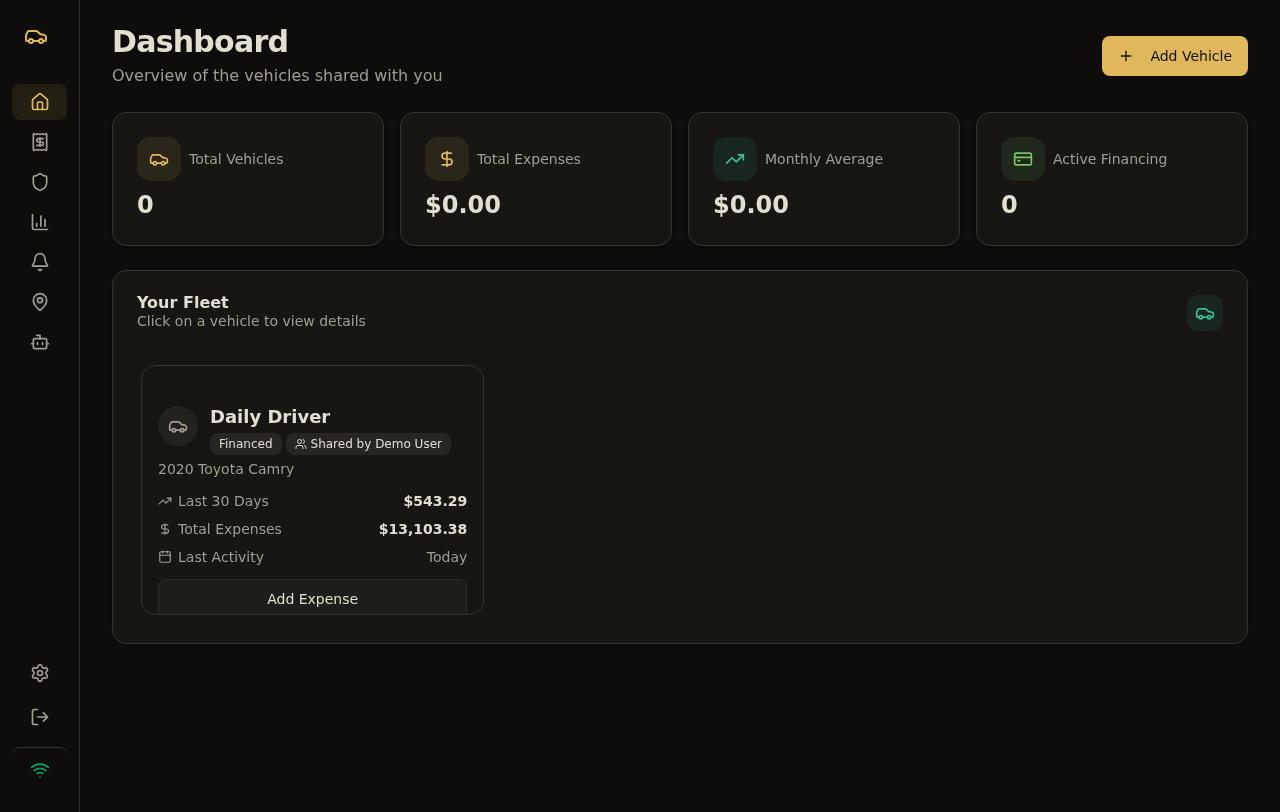 Dashboard
Overview of the vehicles shared with you
Add Vehicle
Total Vehicles
0
Total Expenses
$0.00
Monthly Average
$0.00
Active Financing
0
Your Fleet
Click on a vehicle to view details
Daily Driver
Financed
Shared by Demo User
2020 Toyota Camry
Last 30 Days $543.29
Total Expenses $13,103.38
Last Activity Today
Add Expense